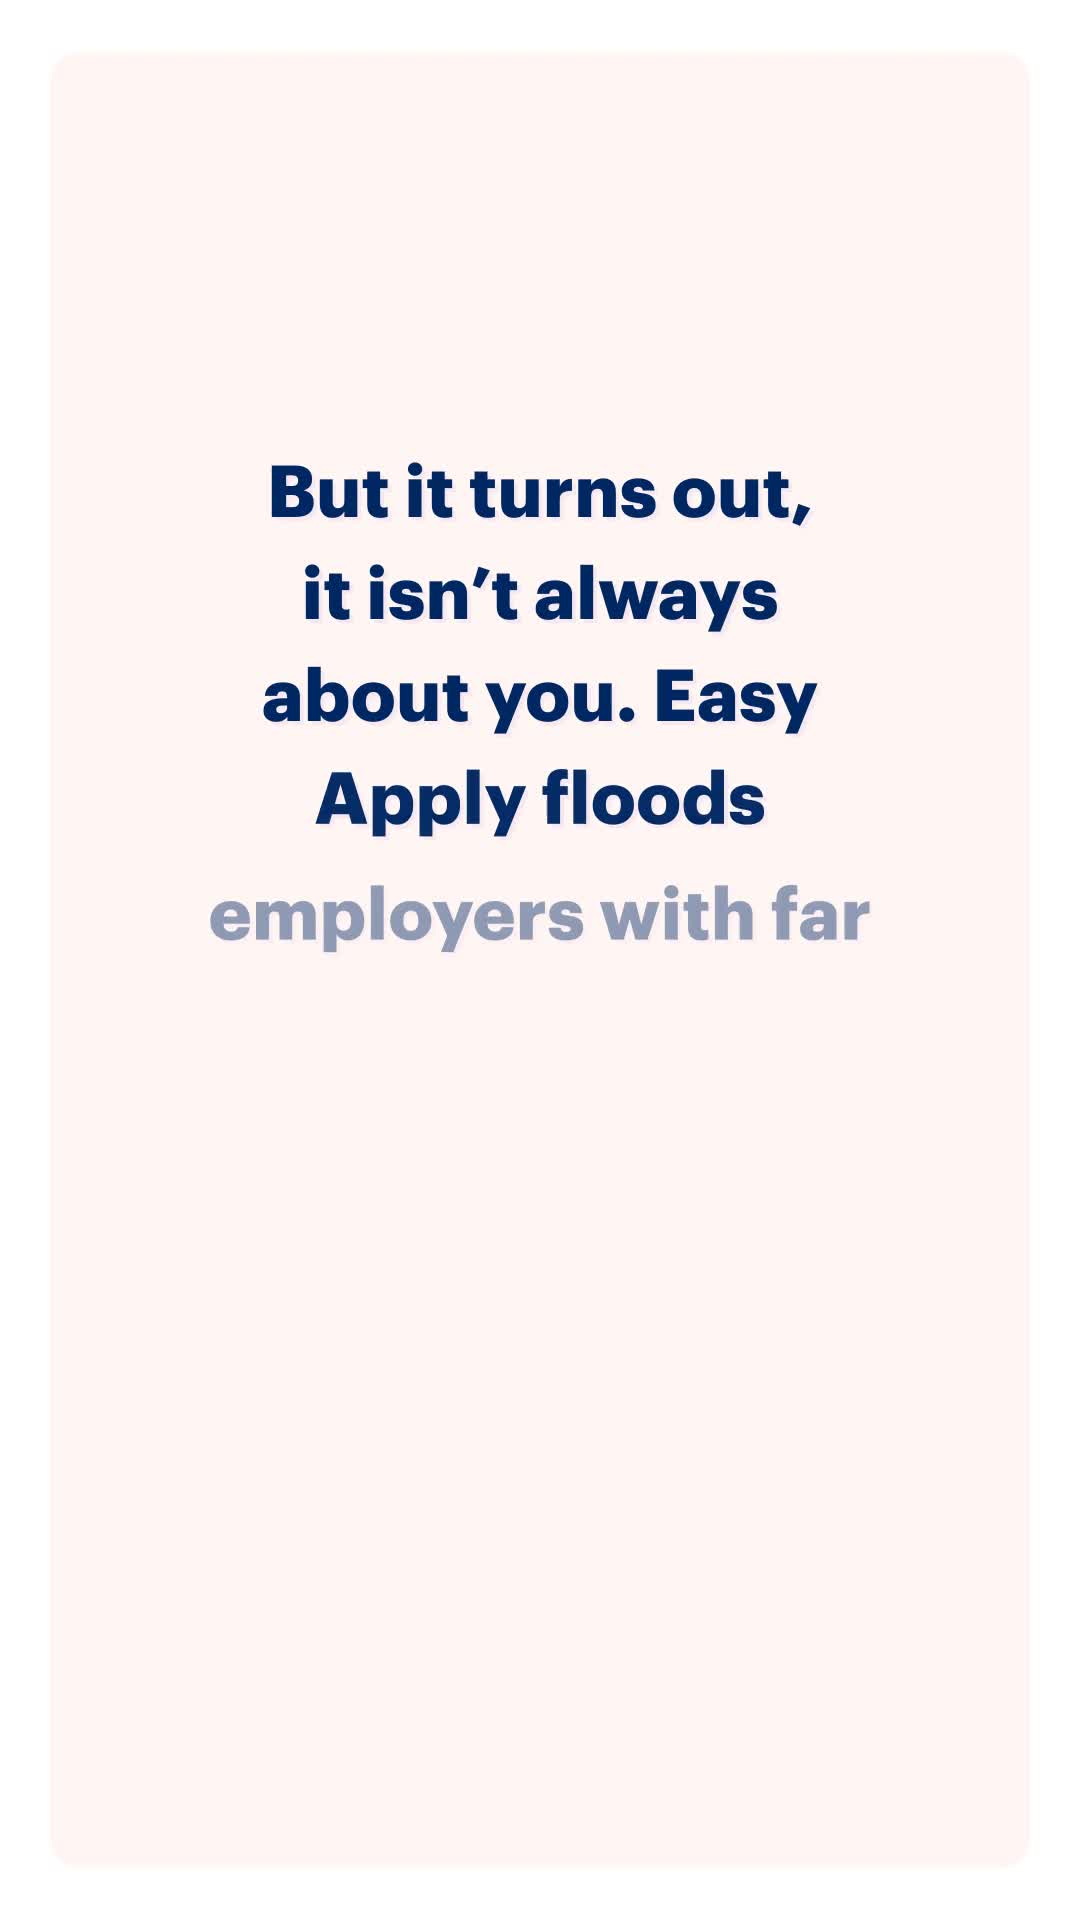 But it turns out,
it isn’t always
about you. Easy
Apply floods
employers with far